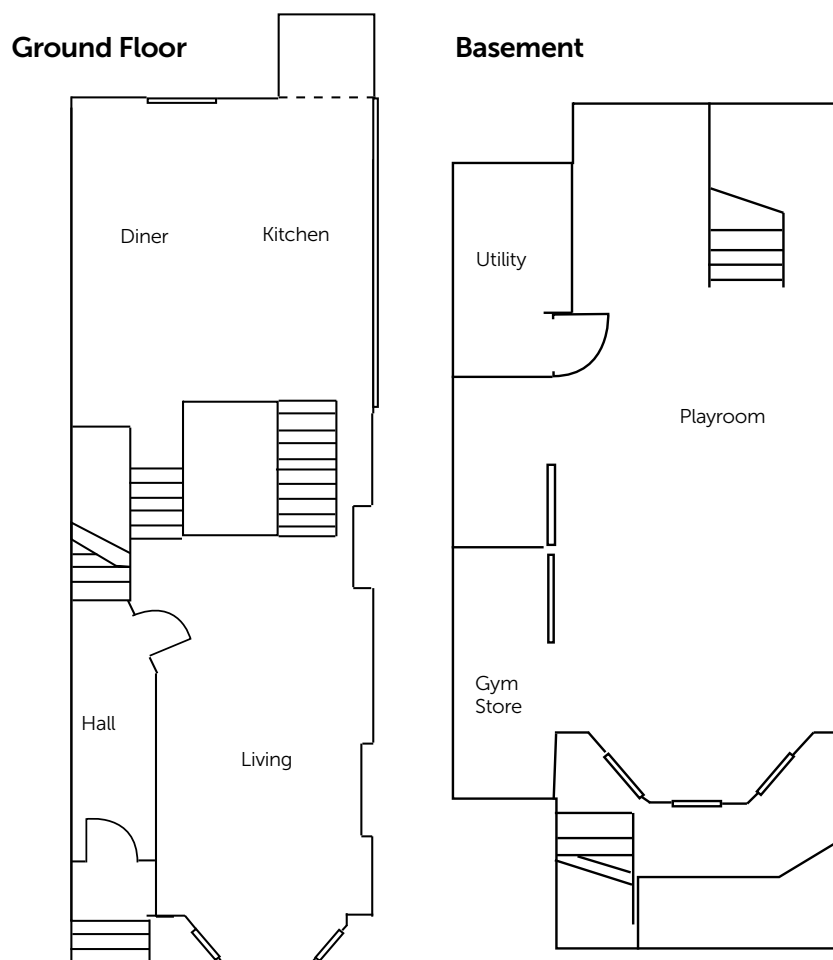 Ground Floor
Basement
Diner
Kitchen
Utility
Playroom
Gym
Store
Hall
Living